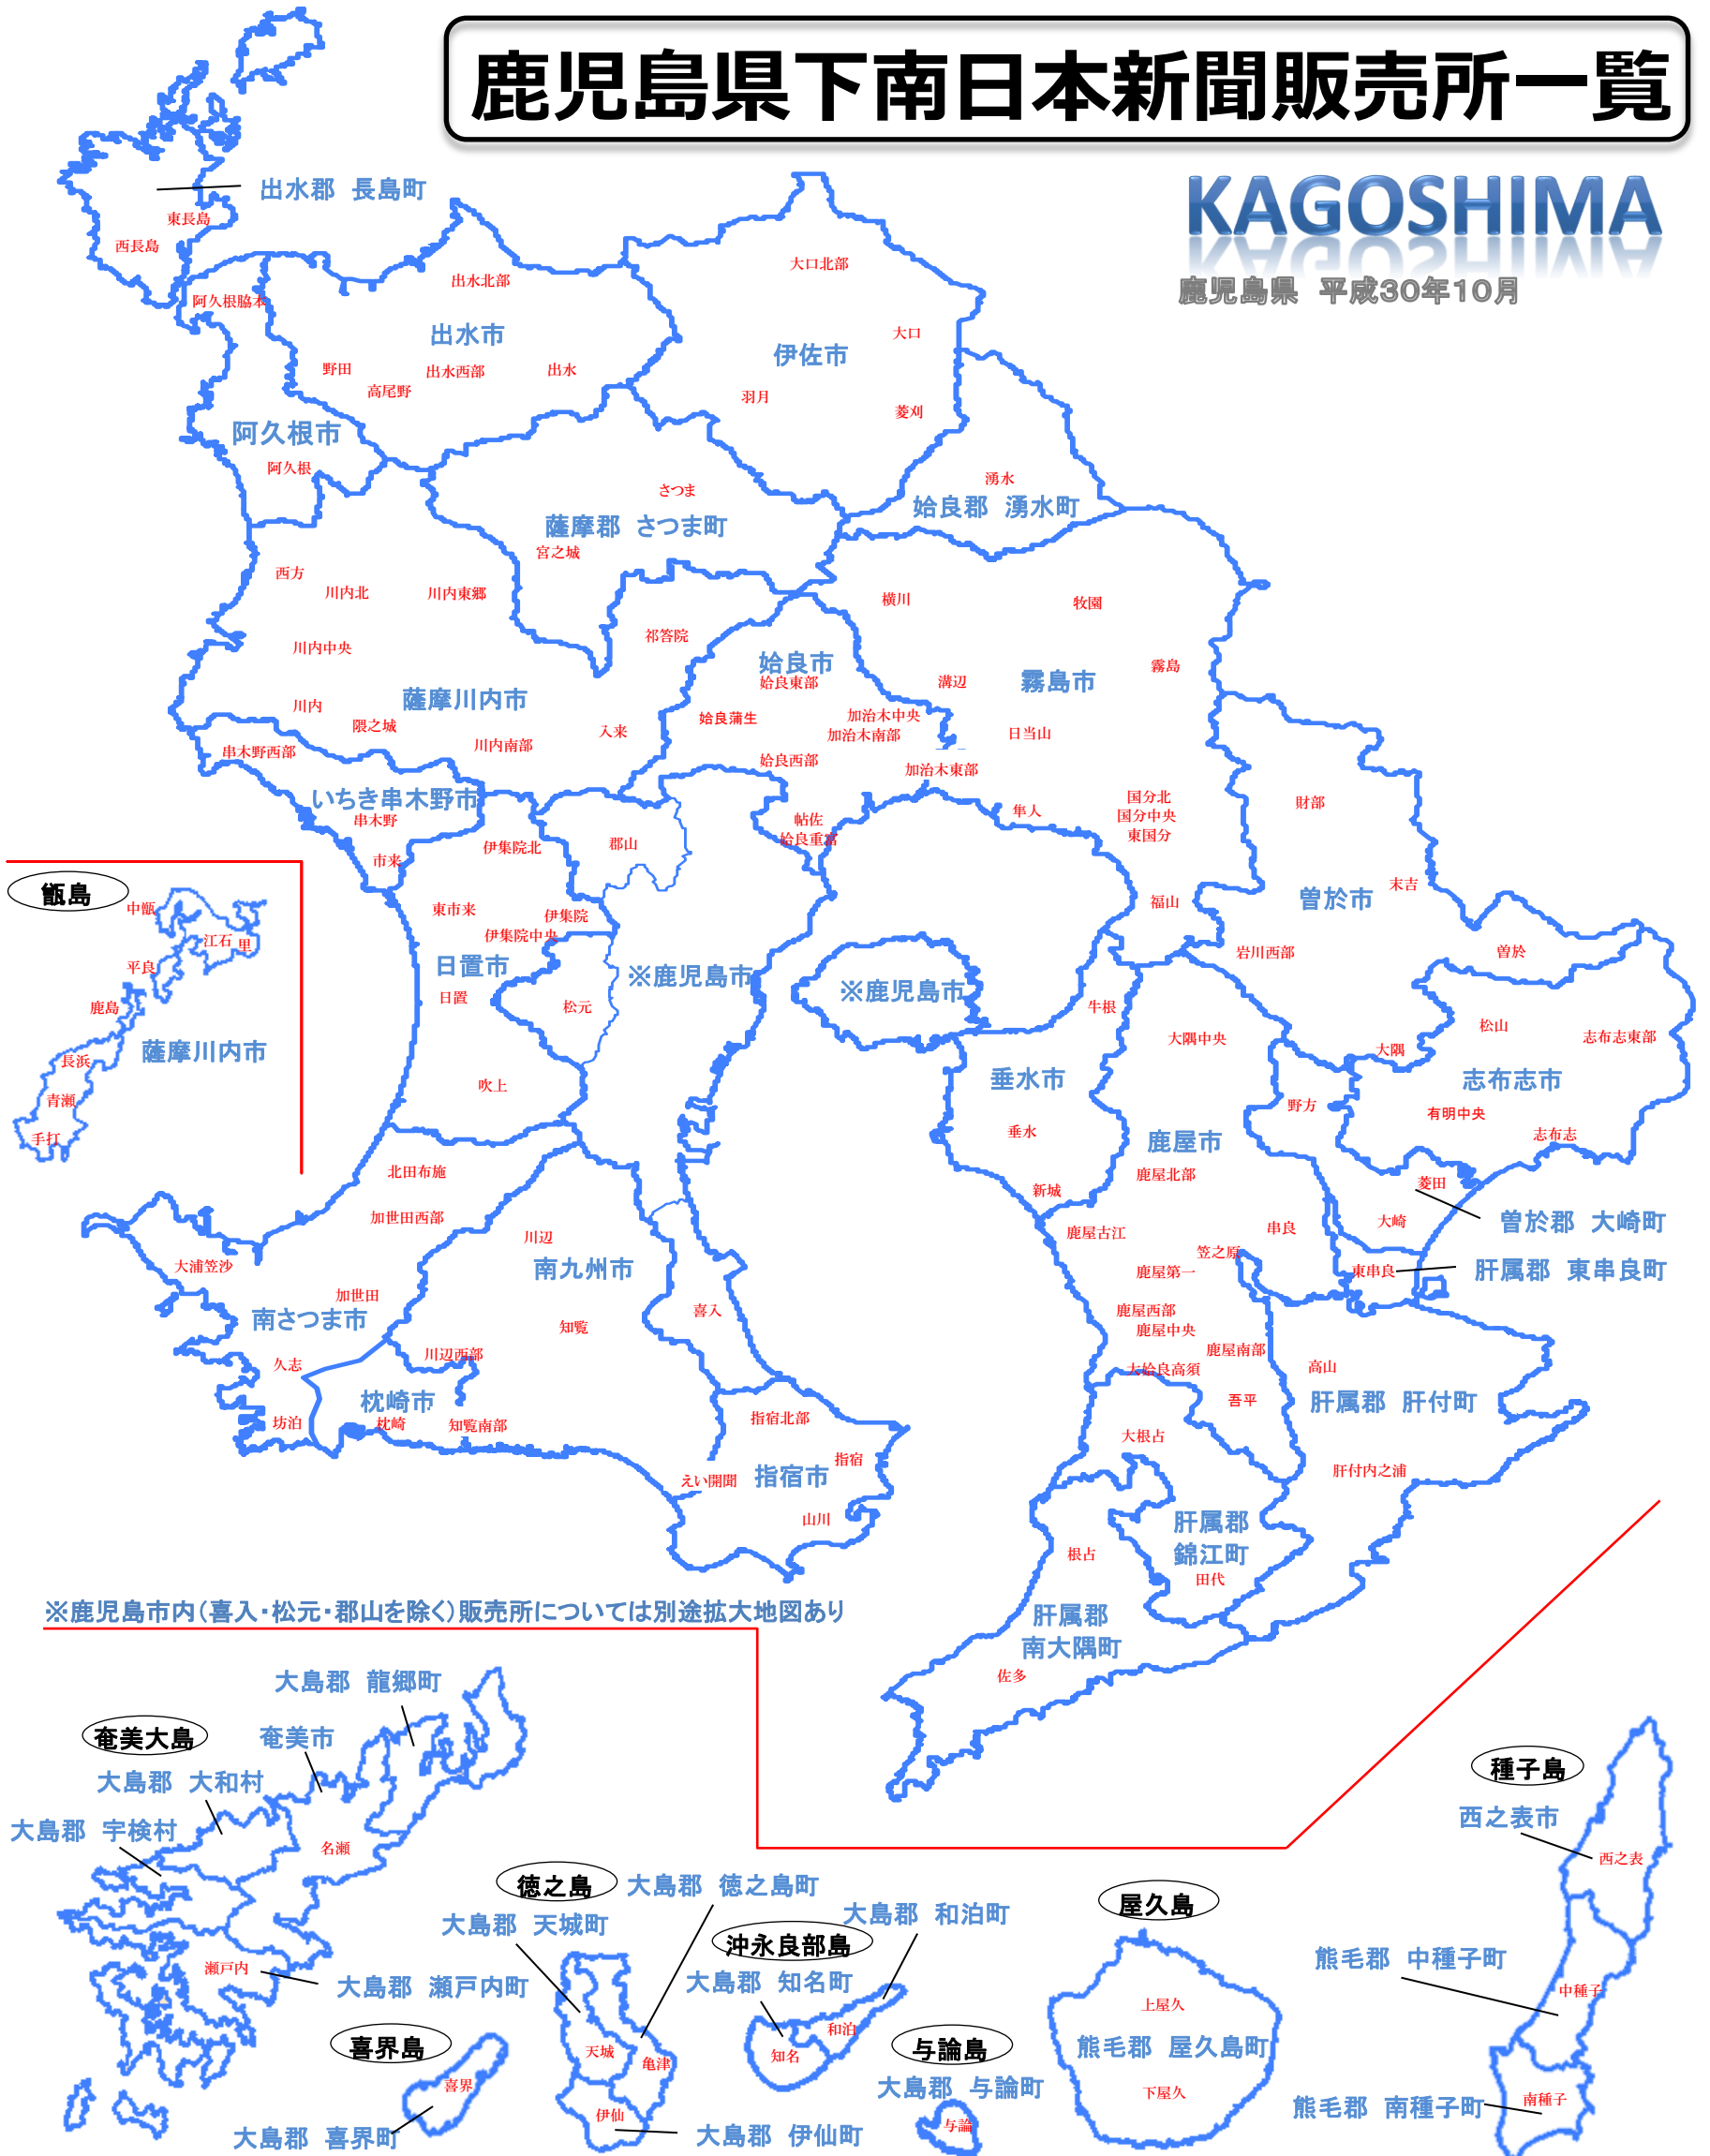 鹿児島県下南日本新聞販売所一覧
KAGOSHIMA
鹿児島県 平成30年10月
出水郡 長島町
東長島
西長島
阿久根脇本
出水北部
出水市
野田
高尾野
出水西部
出水
大口北部
大口
伊佐市
羽月
菱刈
阿久根市
阿久根
さつま
薩摩郡 さつま町
宮之城
湧水
姶良郡 湧水町
西方
川内北
川内東郷
川内中央
祁答院
横川
牧園
霧島
川内
薩摩川内市
隈之城
川内南部
入来
姶良市
姶良東部
姶良蒲生
加治木中央
加治木南部
姶良西部
加治木東部
溝辺
霧島市
日当山
串木野西部
いちき串木野市
串木野
市来
伊集院北
郡山
帖佐
姶良重富
隼人
国分北
国分中央
東国分
財部
福山
曽於市
末吉
岩川西部
曽於
甑島
中甑
江石
里
平良
鹿島
薩摩川内市
長浜
青瀬
手打
東市来
伊集院
伊集院中央
日置市
日置
松元
※鹿児島市
※鹿児島市
吹上
牛根
大隅中央
大隅
松山
志布志東部
志布志市
有明中央
志布志
野方
垂水市
垂水
鹿屋市
鹿屋北部
新城
鹿屋古江
串良
笠之原
鹿屋第一
菱田
大崎
曽於郡 大崎町
東串良
肝属郡 東串良町
北田布施
加世田西部
川辺
大浦笠沙
南九州市
加世田
南さつま市
知覧
喜入
久志
川辺西部
枕崎市
坊泊
枕崎
知覧南部
鹿屋西部
鹿屋中央
鹿屋南部
大姶良高須
高山
吾平
肝属郡 肝付町
指宿北部
指宿
えい開聞
指宿市
山川
大根占
肝付内之浦
肝属郡
錦江町
田代
根占
肝属郡
南大隅町
佐多
※鹿児島市内(喜入・松元・郡山を除く)販売所については別途拡大地図あり
大島郡 龍郷町
奄美大島
奄美市
大島郡 大和村
大島郡 宇検村
名瀬
瀬戸内
大島郡 瀬戸内町
喜界島
喜界
大島郡 喜界町
徳之島
大島郡 徳之島町
大島郡 天城町
天城
亀津
伊仙
大島郡 伊仙町
沖永良部島
大島郡 和泊町
大島郡 知名町
和泊
知名
与論島
大島郡 与論町
与論
屋久島
上屋久
熊毛郡 屋久島町
下屋久
種子島
西之表市
西之表
熊毛郡 中種子町
中種子
熊毛郡 南種子町
南種子